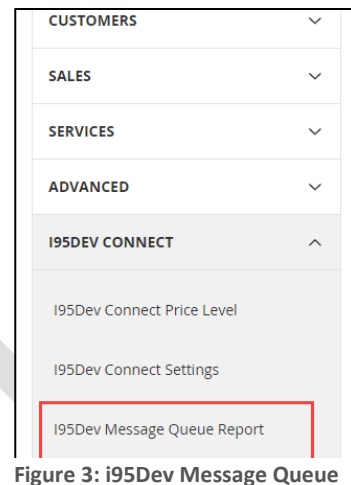 CUSTOMERS
SALES
SERVICES
ADVANCED
I95DEV CONNECT
I95Dev Connect Price Level
I95Dev Connect Settings
I95Dev Message Queue Report
Figure 3: i95Dev Message Queue